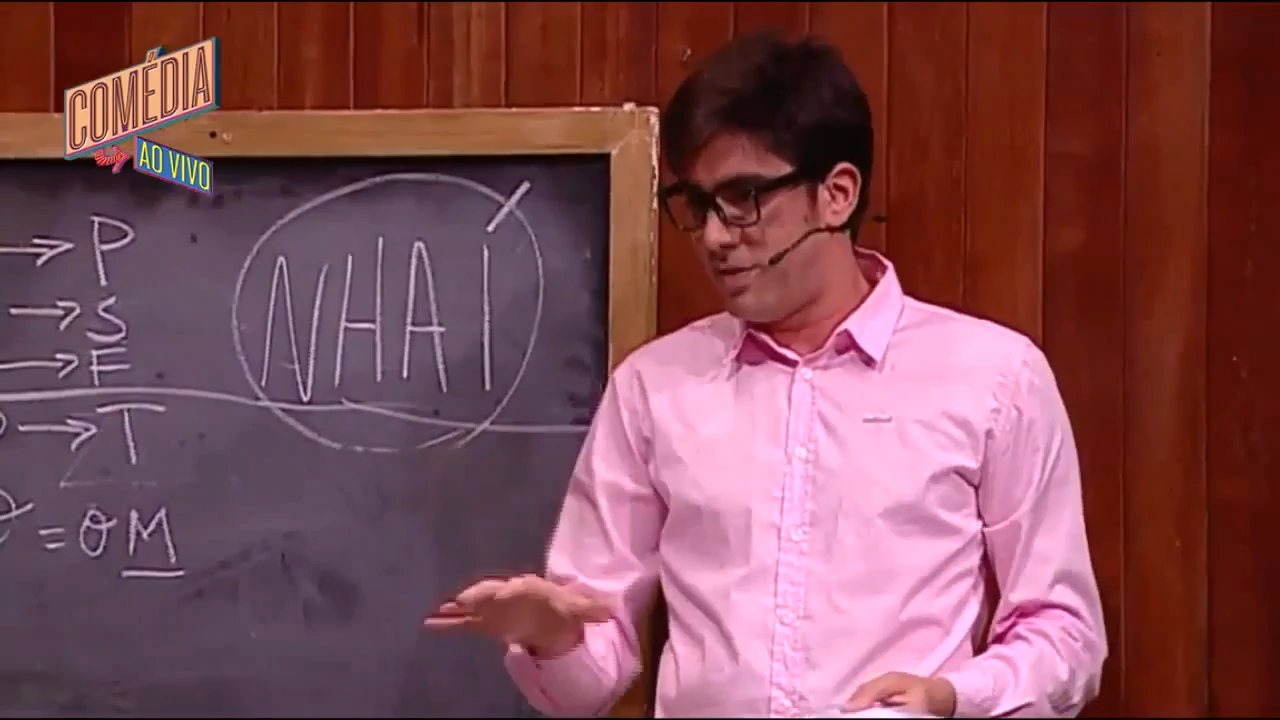 COMÉDIA
AO VIVO
→ P
→ S
→ F
→ T
= OM
NHAÍ